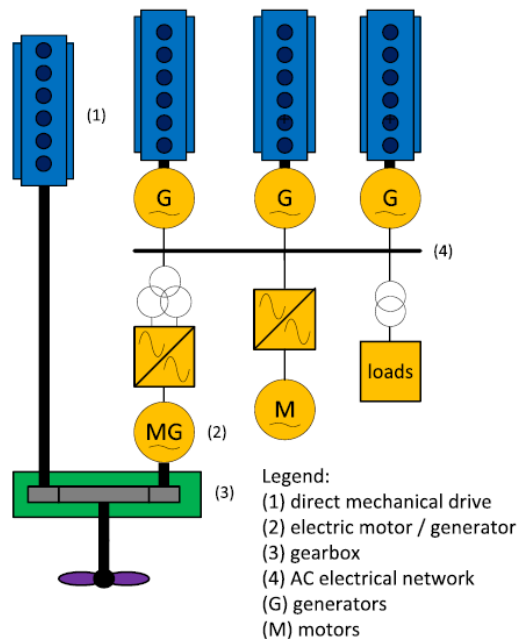 (1)
G
G
G
(4)
loads
M
MG
(2)
(3)
Legend:
(1) direct mechanical drive
(2) electric motor / generator
(3) gearbox
(4) AC electrical network
(G) generators
(M) motors